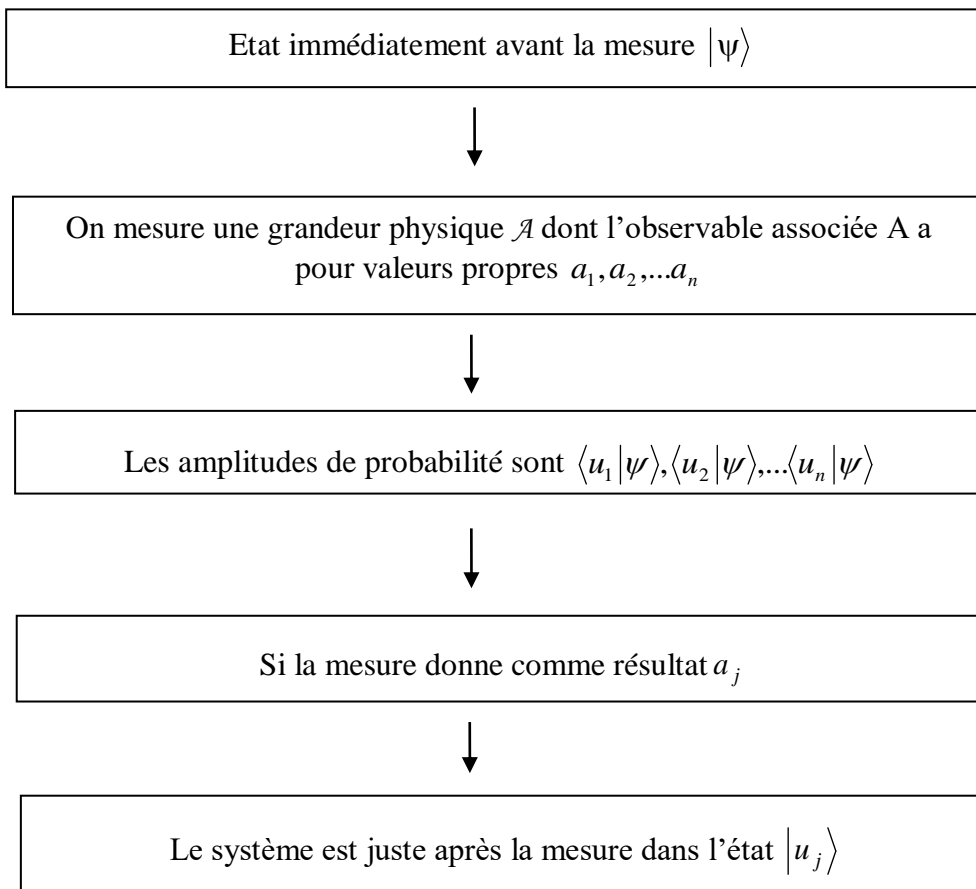 Etat immédiatement avant la mesure |ψ⟩
On mesure une grandeur physique 𝒜 dont l’observable associée A a
pour valeurs propres a₁,a₂,...aₙ
Les amplitudes de probabilité sont ⟨u₁|ψ⟩,⟨u₂|ψ⟩,...⟨uₙ|ψ⟩
Si la mesure donne comme résultat aⱼ
Le système est juste après la mesure dans l’état |uⱼ⟩